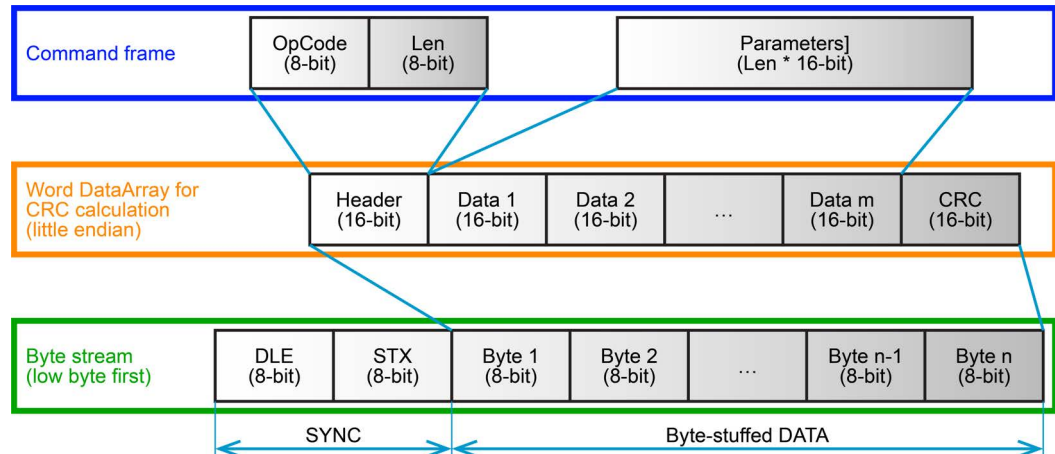 Command frame
OpCode
(8-bit)
Len
(8-bit)
Parameters]
(Len * 16-bit)
Word DataArray for
CRC calculation
(little endian)
Header
(16-bit)
Data 1
(16-bit)
Data 2
(16-bit)
...
Data m
(16-bit)
CRC
(16-bit)
Byte stream
(low byte first)
DLE
(8-bit)
STX
(8-bit)
Byte 1
(8-bit)
Byte 2
(8-bit)
...
Byte n-1
(8-bit)
Byte n
(8-bit)
SYNC
Byte-stuffed DATA